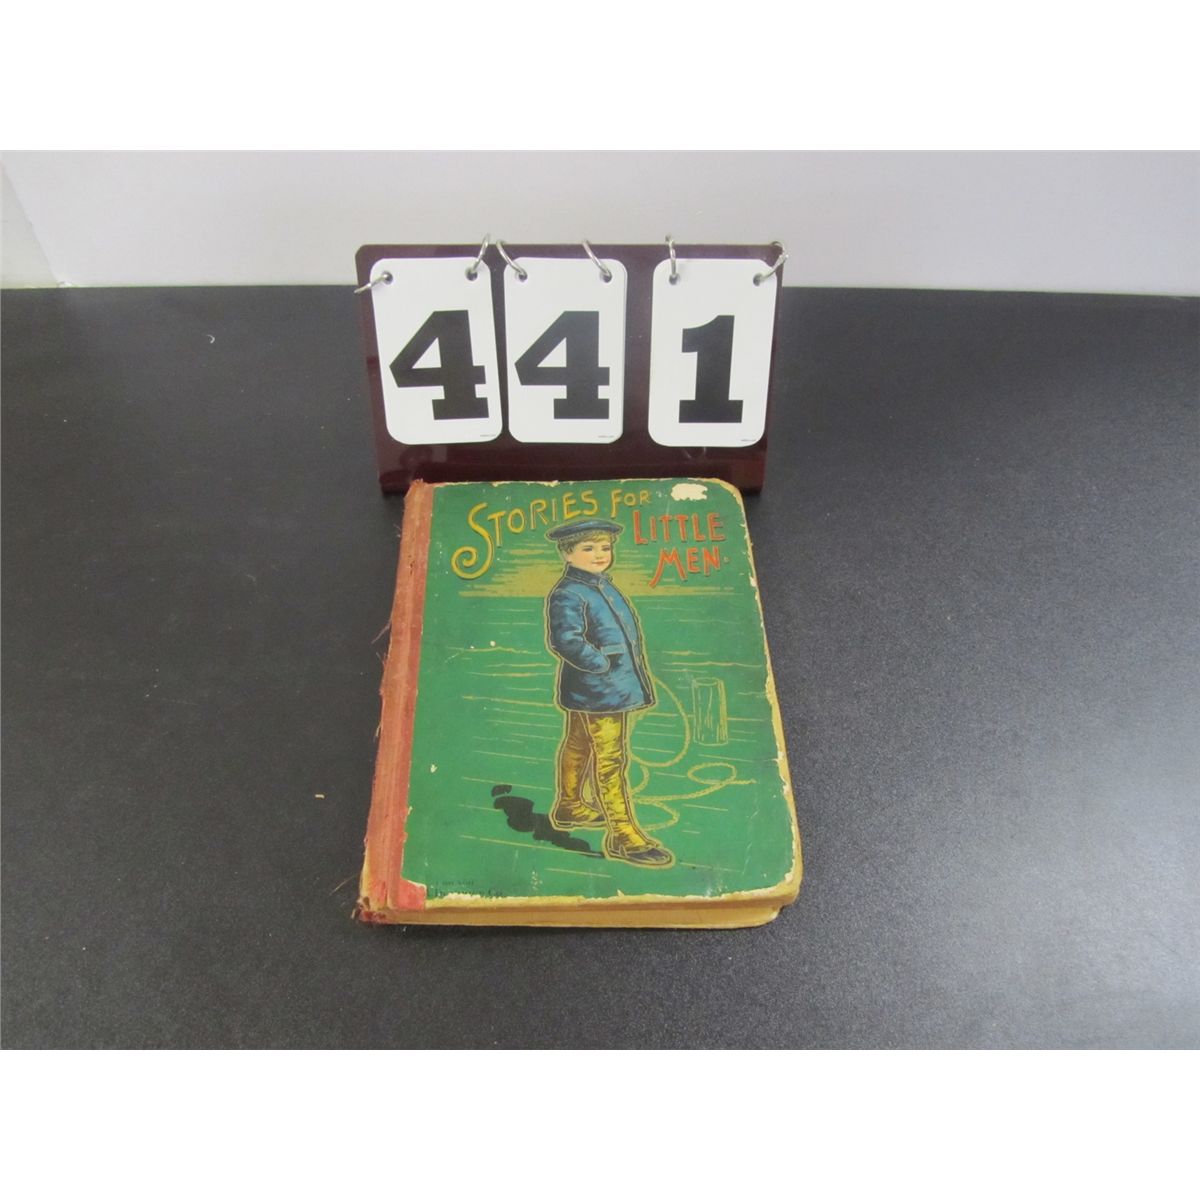 441
STORIES FOR
LITTLE
MEN.